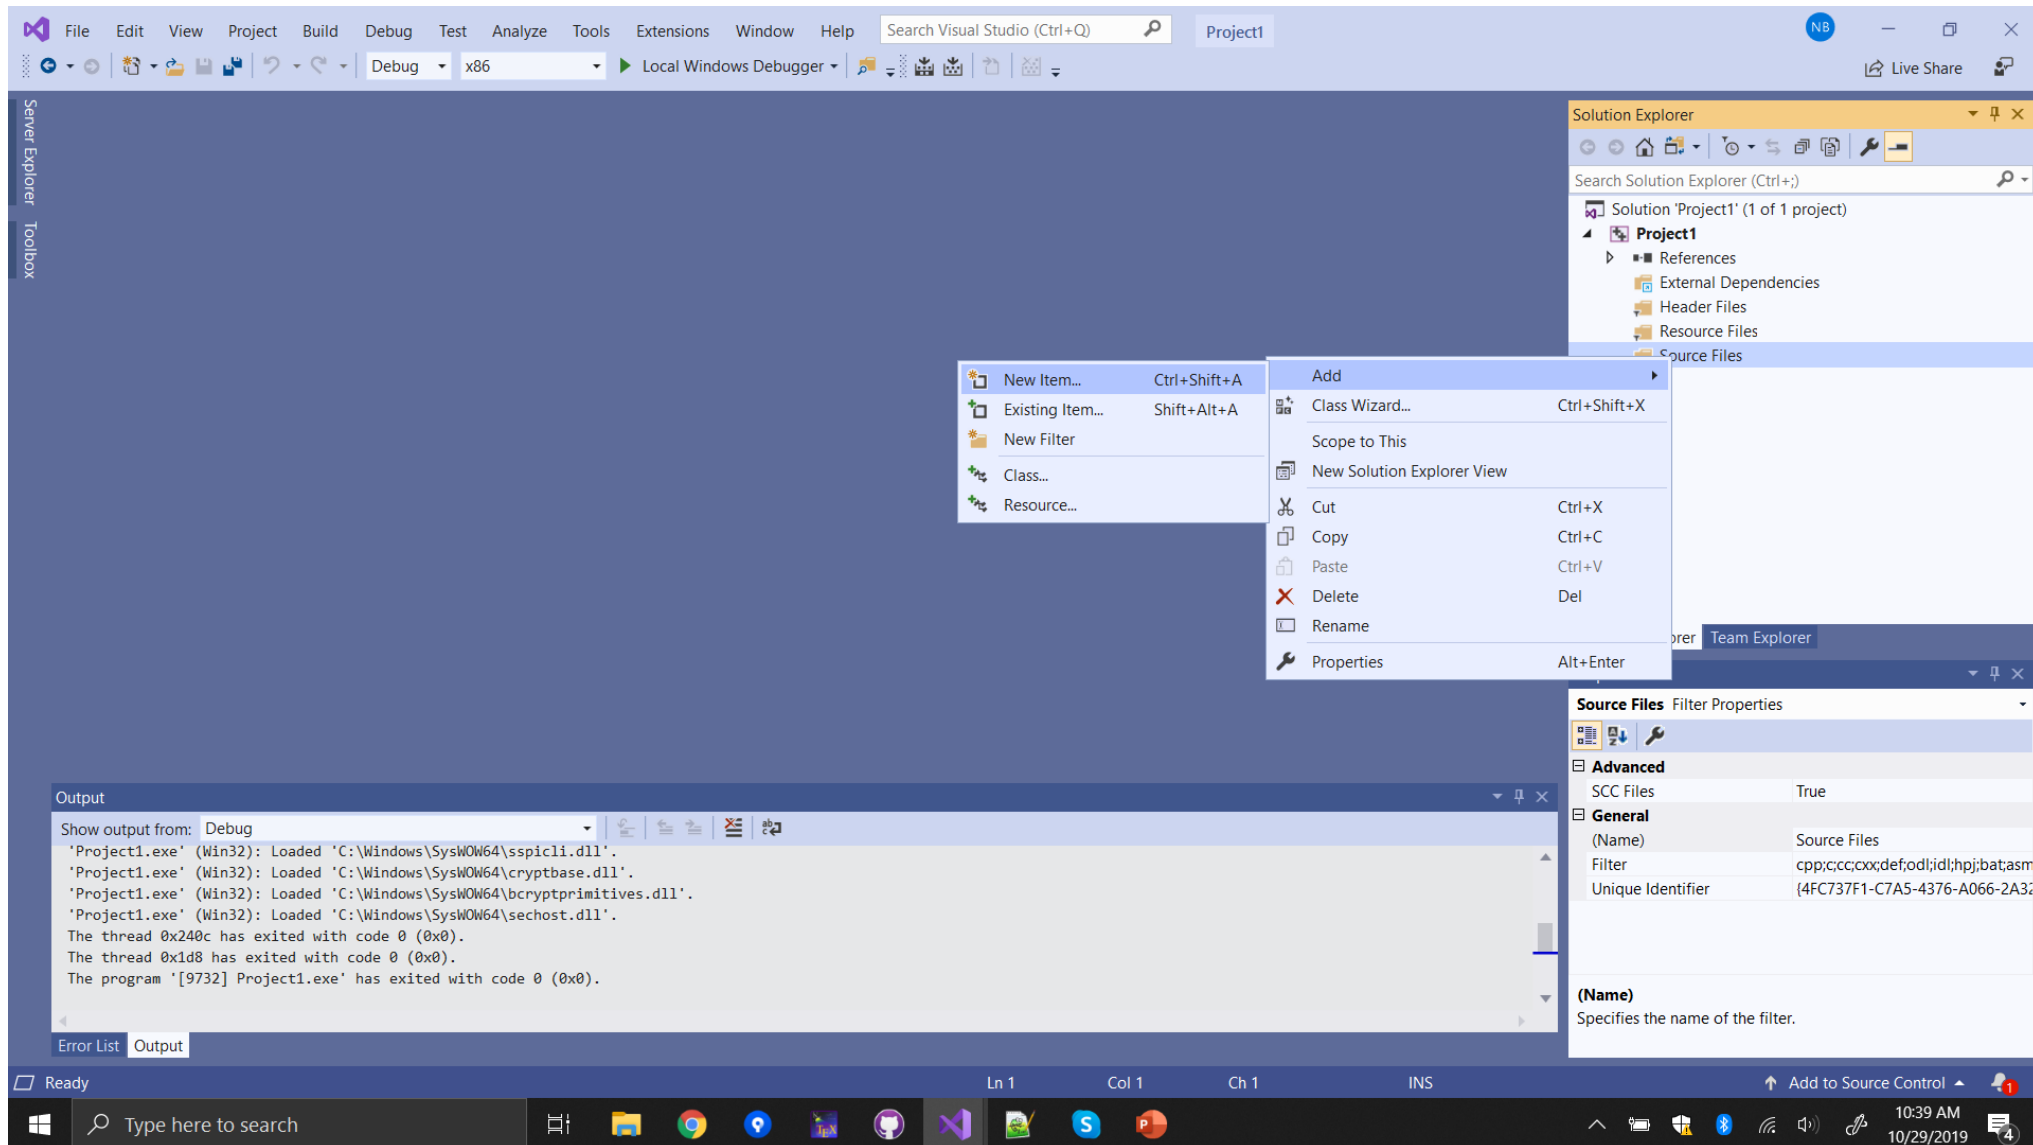 File Edit View Project Build Debug Test Analyze Tools Extensions Window Help Search Visual Studio (Ctrl+Q) Project1 NB
Debug x86 Local Windows Debugger Live Share
Server Explorer
Toolbox
Solution Explorer
Search Solution Explorer (Ctrl+;)
Solution 'Project1' (1 of 1 project)
Project1
References
External Dependencies
Header Files
Resource Files
Source Files
New Item... Ctrl+Shift+A
Existing Item... Shift+Alt+A
New Filter
Class...
Resource...
Add
Class Wizard... Ctrl+Shift+X
Scope to This
New Solution Explorer View
Cut Ctrl+X
Copy Ctrl+C
Paste Ctrl+V
Delete Del
Rename
Properties Alt+Enter
Team Explorer
Source Files Filter Properties
Advanced
SCC Files True
General
(Name) Source Files
Filter cpp;c;cc;cxx;def;odl;idl;hpj;bat;asm
Unique Identifier {4FC737F1-C7A5-4376-A066-2A32
(Name)
Specifies the name of the filter.
Output
Show output from: Debug
'Project1.exe' (Win32): Loaded 'C:\Windows\SysWOW64\sspicli.dll'.
'Project1.exe' (Win32): Loaded 'C:\Windows\SysWOW64\cryptbase.dll'.
'Project1.exe' (Win32): Loaded 'C:\Windows\SysWOW64\bcryptprimitives.dll'.
'Project1.exe' (Win32): Loaded 'C:\Windows\SysWOW64\sechost.dll'.
The thread 0x240c has exited with code 0 (0x0).
The thread 0x1d8 has exited with code 0 (0x0).
The program '[9732] Project1.exe' has exited with code 0 (0x0).
Error List Output
Ready Ln 1 Col 1 Ch 1 INS Add to Source Control 1
Type here to search
10:39 AM
10/29/2019 4